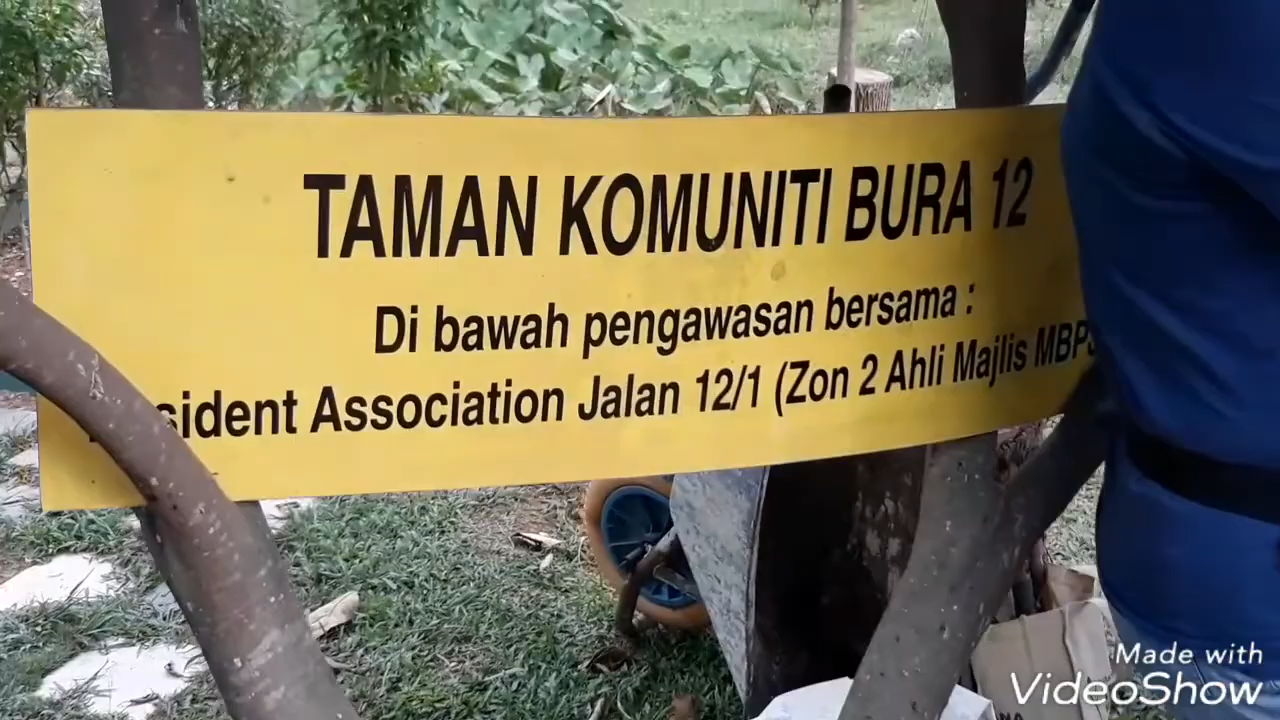 TAMAN KOMUNITI BURA 12
Di bawah pengawasan bersama :
Association Jalan 12/1 (Zon 2 Ahli Majlis
Made with
VideoShow